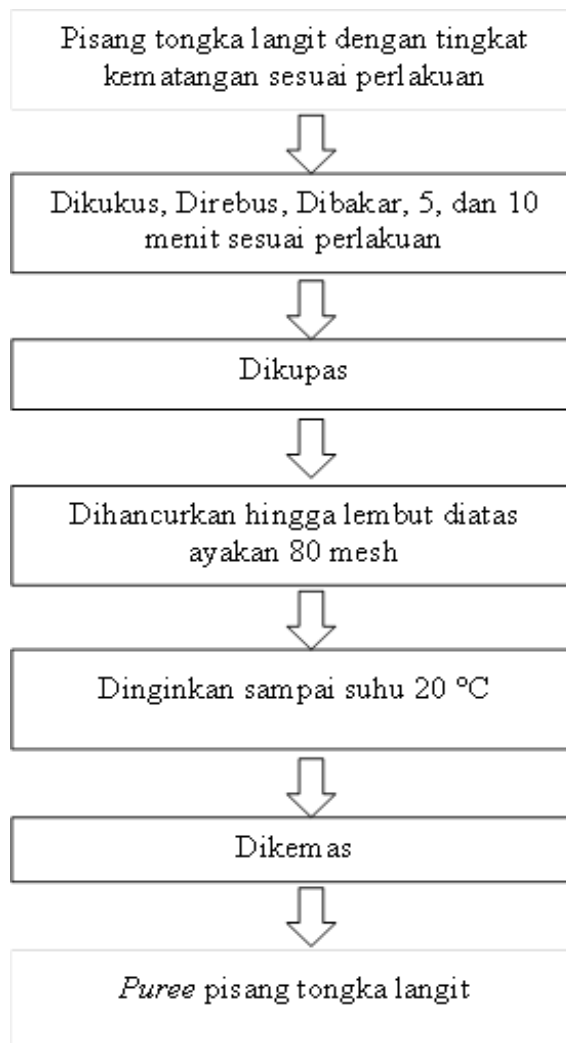 Pisang tongka langit dengan tingkat
kematangan sesuai perlakuan
Dikukus, Direbus, Dibakar, 5, dan 10
menit sesuai perlakuan
Dikupas
Dihancurkan hingga lembut diatas
ayakan 80 mesh
Dinginkan sampai suhu 20 °C
Dikemas
Puree pisang tongka langit